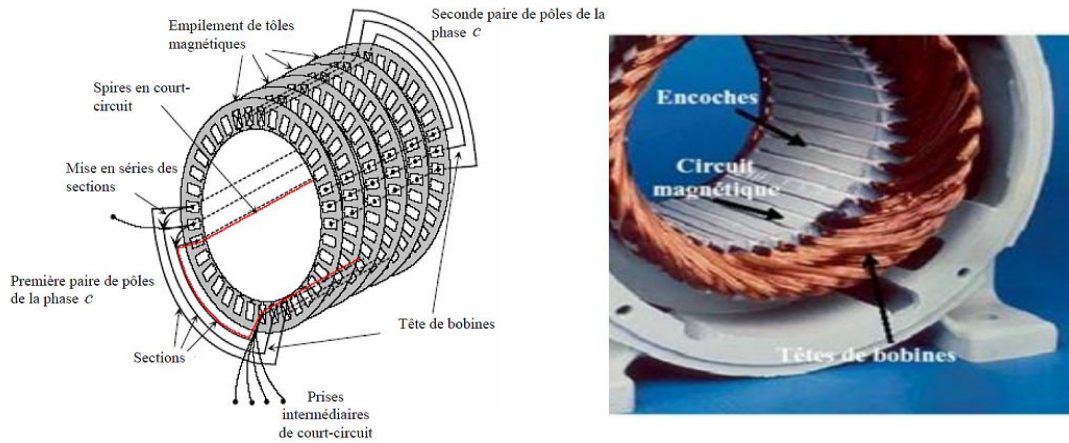 Seconde paire de pôles de la
phase C
Empilement de tôles
magnétiques
Spires en court-
circuit
Mise en séries des
sections
Première paire de pôles
de la phase C
Sections
Tête de bobines
Prises
intermédiaires
de court-circuit
Encoches
Circuit
magnétique
Têtes de bobines